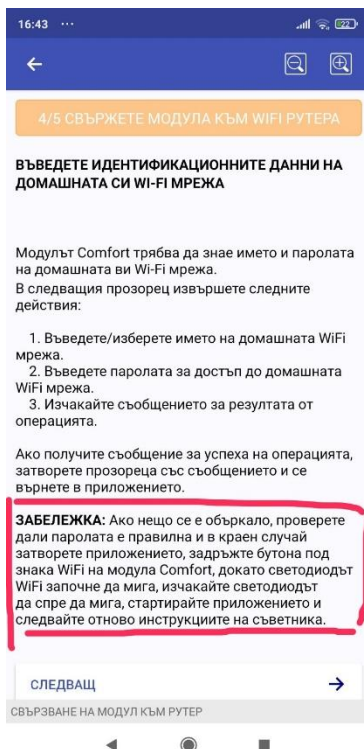 16:43 ...
22
4/5 СВЪРЖЕТЕ МОДУЛА КЪМ WIFI РУТЕРА
ВЪВЕДЕТЕ ИДЕНТИФИКАЦИОННИТЕ ДАННИ НА
ДОМАШНАТА СИ WI-FI МРЕЖА
Модулът Comfort трябва да знае името и паролата
на домашната ви Wi-Fi мрежа.
В следващия прозорец извършете следните
действия:
1. Въведете/изберете името на домашната WiFi
мрежа.
2. Въведете паролата за достъп до домашната
WiFi мрежа.
3. Изчакайте съобщението за резултата от
операцията.
Ако получите съобщение за успеха на операцията,
затворете прозореца със съобщението и се
върнете в приложението.
ЗАБЕЛЕЖКА: Ако нещо се е объркало, проверете
дали паролата е правилна и в краен случай
затворете приложението, задръжте бутона под
знака WiFi на модула Comfort, докато светодиодът
WiFi започне да мига, изчакайте светодиодът
да спре да мига, стартирайте приложението и
следвайте отново инструкциите на съветника.
СЛЕДВАЩ
СВЪРЗВАНЕ НА МОДУЛ КЪМ РУТЕР